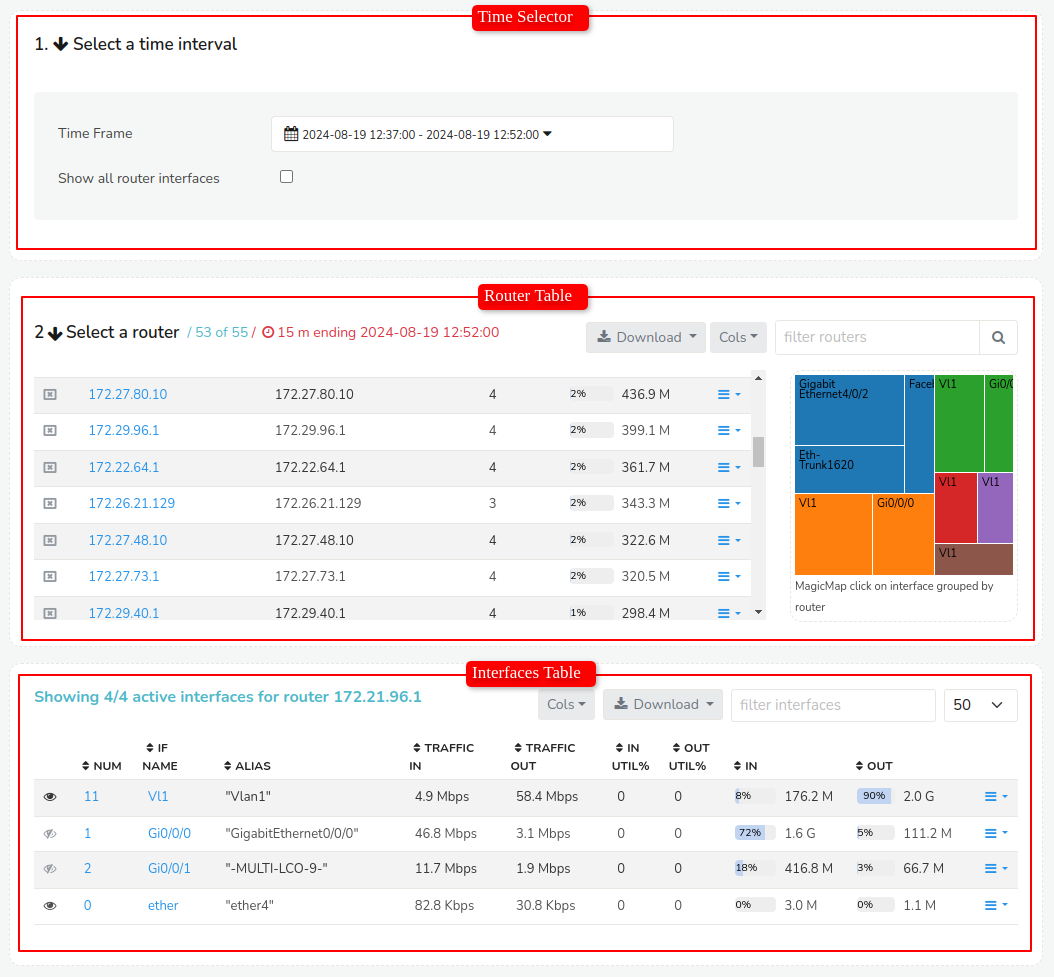 Time Selector
1. Select a time interval
Time Frame
2024-08-19 12:37:00 - 2024-08-19 12:52:00
Show all router interfaces
Router Table
2 Select a router / 53 of 55 / 15 m ending 2024-08-19 12:52:00
Download Cols filter routers
172.27.80.10 172.27.80.10 4 2% 436.9 M
172.29.96.1 172.29.96.1 4 2% 399.1 M
172.22.64.1 172.22.64.1 4 2% 361.7 M
172.26.21.129 172.26.21.129 3 2% 343.3 M
172.27.48.10 172.27.48.10 4 2% 322.6 M
172.27.73.1 172.27.73.1 4 2% 320.5 M
172.29.40.1 172.29.40.1 4 1% 298.4 M
Gigabit
Ethernet4/0/2
Eth-
Trunk1620
Vl1 Gi0/0
Vl1 Gi0/0/0
Vl1 Vl1
Vl1
MagicMap click on interface grouped by
router
Interfaces Table
Showing 4/4 active interfaces for router 172.21.96.1
Cols Download filter interfaces 50
NUM IF NAME ALIAS TRAFFIC IN TRAFFIC OUT IN UTIL% OUT UTIL% IN OUT
11 Vl1 "Vlan1" 4.9 Mbps 58.4 Mbps 0 0 8% 176.2 M 90% 2.0 G
1 Gi0/0/0 "GigabitEthernet0/0/0" 46.8 Mbps 3.1 Mbps 0 0 72% 1.6 G 5% 111.2 M
2 Gi0/0/1 "-MULTI-LCO-9-" 11.7 Mbps 1.9 Mbps 0 0 18% 416.8 M 3% 66.7 M
0 ether "ether4" 82.8 Kbps 30.8 Kbps 0 0 0% 3.0 M 0% 1.1 M